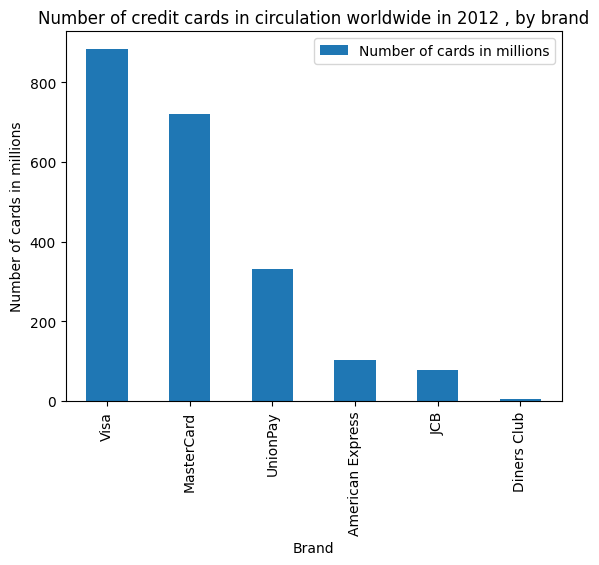 Number of credit cards in circulation worldwide in 2012 , by brand
Number of cards in millions
Number of cards in millions
800
600
400
200
0
Visa
MasterCard
UnionPay
American Express
JCB
Diners Club
Brand